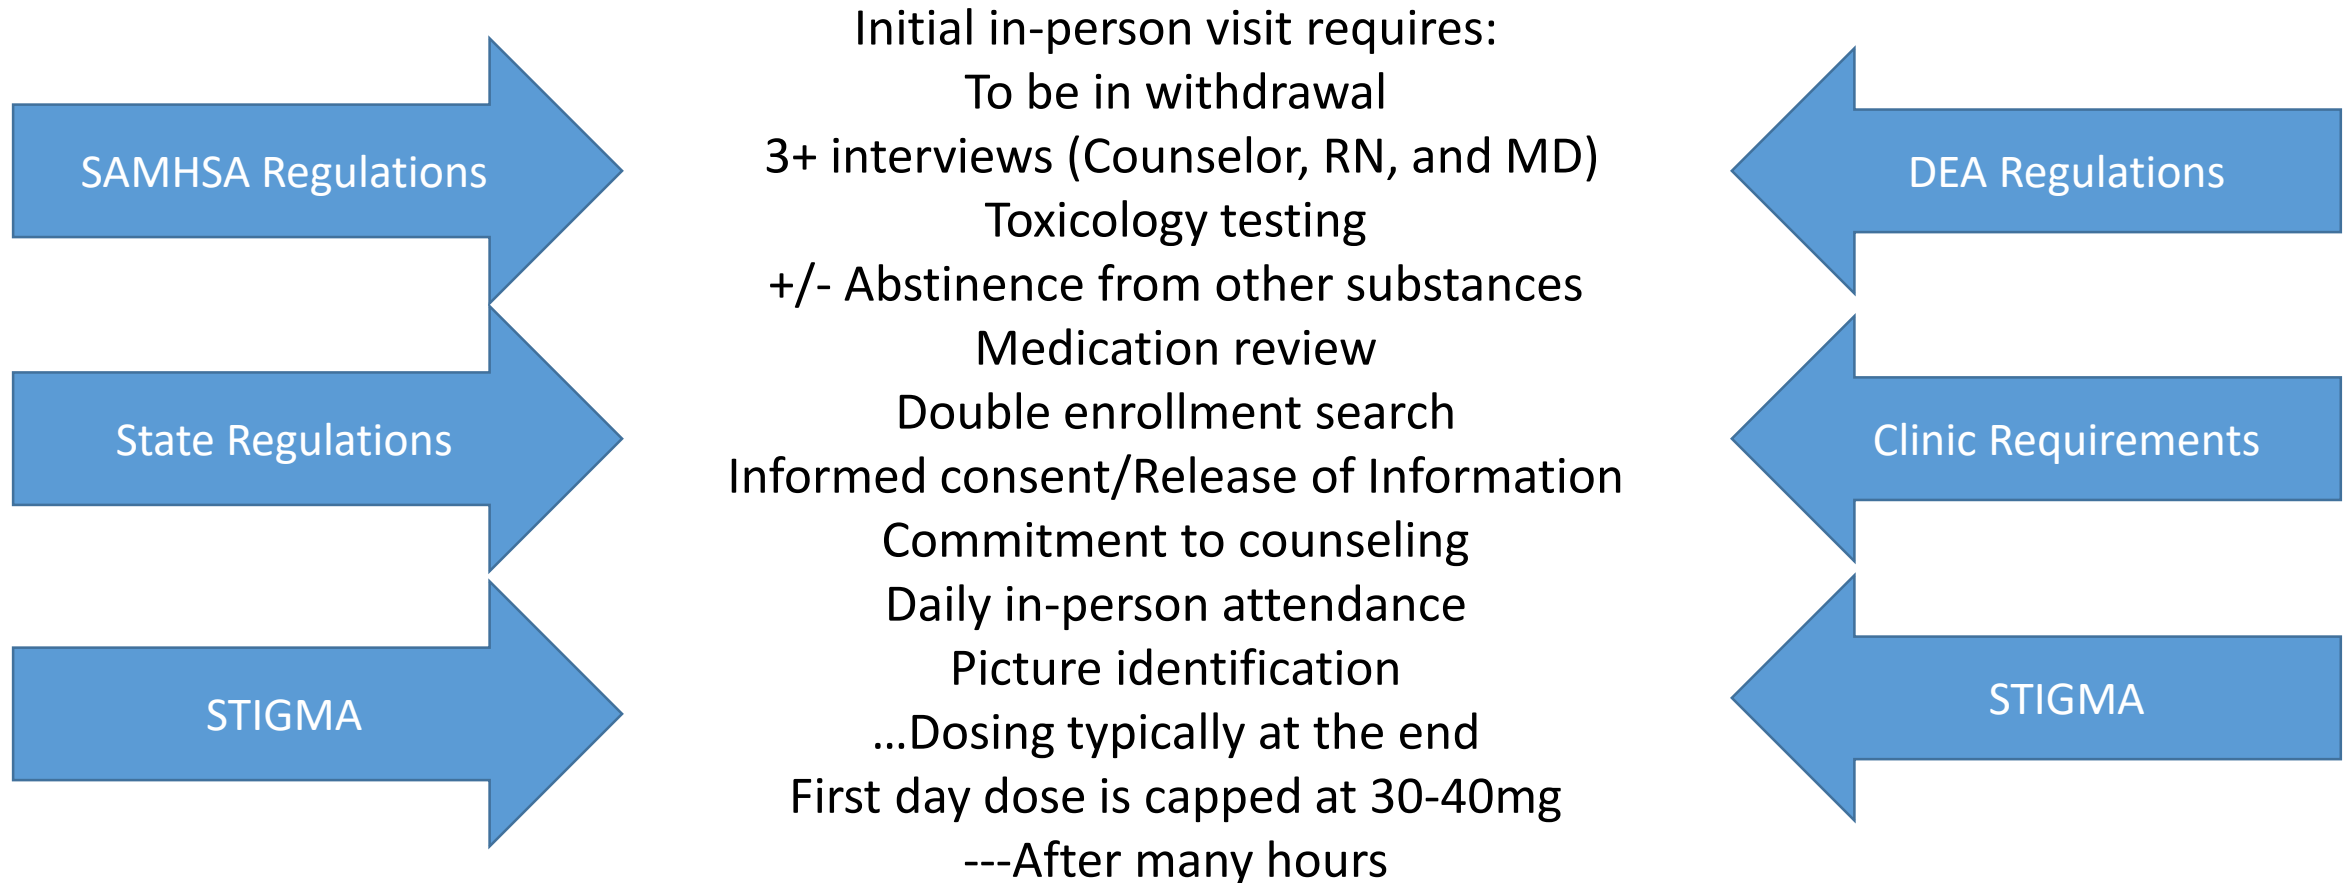 Initial in-person visit requires:
To be in withdrawal
3+ interviews (Counselor, RN, and MD)
Toxicology testing
+/- Abstinence from other substances
Medication review
Double enrollment search
Informed consent/Release of Information
Commitment to counseling
Daily in-person attendance
Picture identification
...Dosing typically at the end
First day dose is capped at 30-40mg
---After many hours
SAMHSA Regulations
State Regulations
STIGMA
DEA Regulations
Clinic Requirements
STIGMA